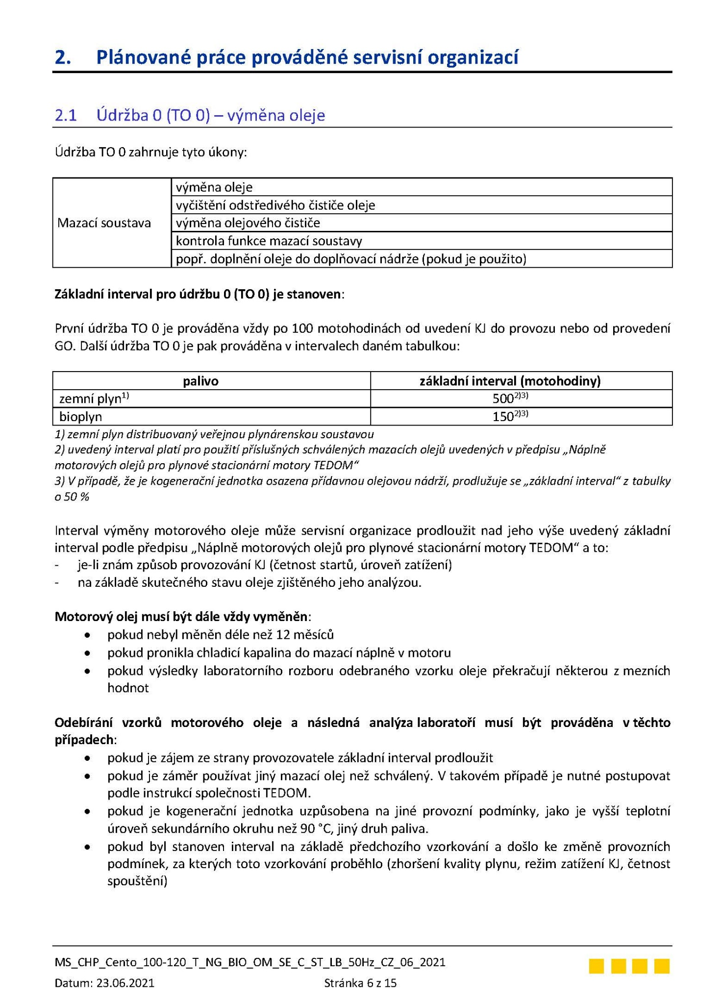 2. Plánované práce prováděné servisní organizací
2.1 Údržba 0 (TO 0) – výměna oleje
Údržba TO 0 zahrnuje tyto úkony:
Mazací soustava
výměna oleje
vyčištění odstředivého čističe oleje
výměna olejového čističe
kontrola funkce mazací soustavy
popř. doplnění oleje do doplňovací nádrže (pokud je použito)
Základní interval pro údržbu 0 (TO 0) je stanoven:
První údržba TO 0 je prováděna vždy po 100 motohodinách od uvedení KJ do provozu nebo od provedení
GO. Další údržba TO 0 je pak prováděna v intervalech daném tabulkou:
palivo základní interval (motohodiny)
zemní plyn1) 5002)3)
bioplyn 1502)3)
1) zemní plyn distribuovaný veřejnou plynárenskou soustavou
2) uvedený interval platí pro použití příslušných schválených mazacích olejů uvedených v předpisu „Náplně
motorových olejů pro plynové stacionární motory TEDOM“
3) V případě, že je kogenerační jednotka osazena přídavnou olejovou nádrží, prodlužuje se „základní interval“ z tabulky
o 50 %
Interval výměny motorového oleje může servisní organizace prodloužit nad jeho výše uvedený základní
interval podle předpisu „Náplně motorových olejů pro plynové stacionární motory TEDOM“ a to:
- je-li znám způsob provozování KJ (četnost startů, úroveň zatížení)
- na základě skutečného stavu oleje zjištěného jeho analýzou.
Motorový olej musí být dále vždy vyměněn:
• pokud nebyl měněn déle než 12 měsíců
• pokud pronikla chladicí kapalina do mazací náplně v motoru
• pokud výsledky laboratorního rozboru odebraného vzorku oleje překračují některou z mezních
hodnot
Odebírání vzorků motorového oleje a následná analýza laboratoří musí být prováděna v těchto
případech:
• pokud je zájem ze strany provozovatele základní interval prodloužit
• pokud je záměr používat jiný mazací olej než schválený. V takovém případě je nutné postupovat
podle instrukcí společnosti TEDOM.
• pokud je kogenerační jednotka uzpůsobena na jiné provozní podmínky, jako je vyšší teplotní
úroveň sekundárního okruhu než 90 °C, jiný druh paliva.
• pokud byl stanoven interval na základě předchozího vzorkování a došlo ke změně provozních
podmínek, za kterých toto vzorkování proběhlo (zhoršení kvality plynu, režim zatížení KJ, četnost
spouštění)
MS_CHP_Cento_100-120_T_NG_BIO_OM_SE_C_ST_LB_50Hz_CZ_06_2021
Datum: 23.06.2021 Stránka 6 z 15